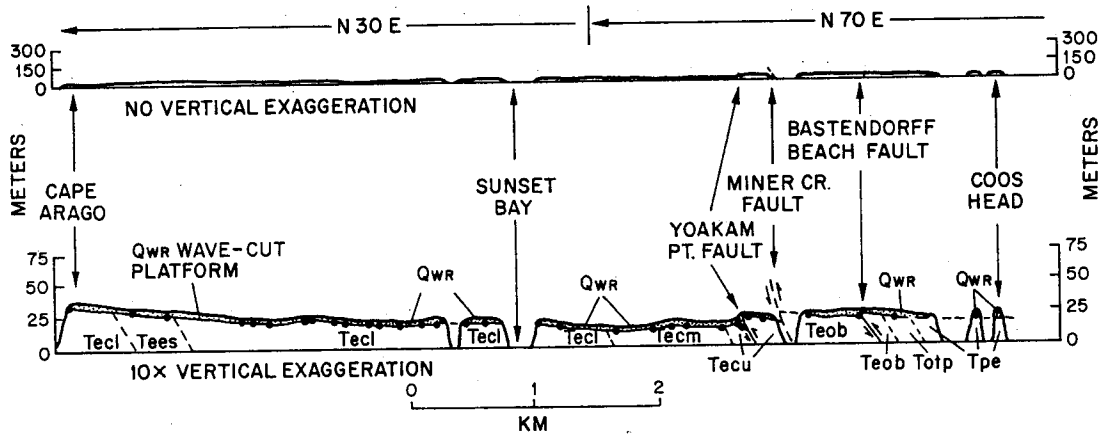 N 30 E
N 70 E
300
150
0
300
150
0
NO VERTICAL EXAGGERATION
METERS
METERS
CAPE
ARAGO
SUNSET
BAY
YOAKAM
PT. FAULT
MINER CR.
FAULT
BASTENDORFF
BEACH FAULT
COOS
HEAD
75
50
25
0
75
50
25
0
QWR WAVE-CUT
PLATFORM
QWR
QWR
QWR
QWR
Tecl
Tees
Tecl
Tecl
Tecl
Tecm
Tecu
Teob
Teob
Totp
Tpe
10× VERTICAL EXAGGERATION
0
1
2
KM